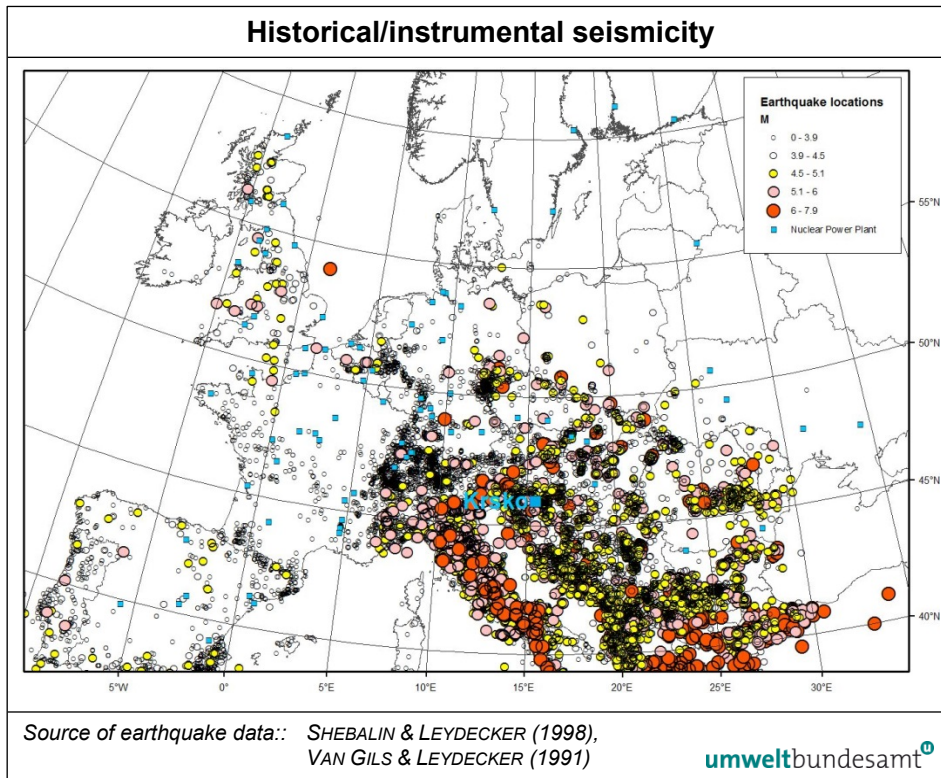 Historical/instrumental seismicity
Earthquake locations
M
0 - 3.9
3.9 - 4.5
4.5 - 5.1
5.1 - 6
6 - 7.9
Nuclear Power Plant
55°N
50°N
45°N
40°N
Krsko
5°W
0°
5°E
10°E
15°E
20°E
25°E
30°E
Source of earthquake data:: SHEBALIN & LEYDECKER (1998),
VAN GILS & LEYDECKER (1991)
umweltbundesamt